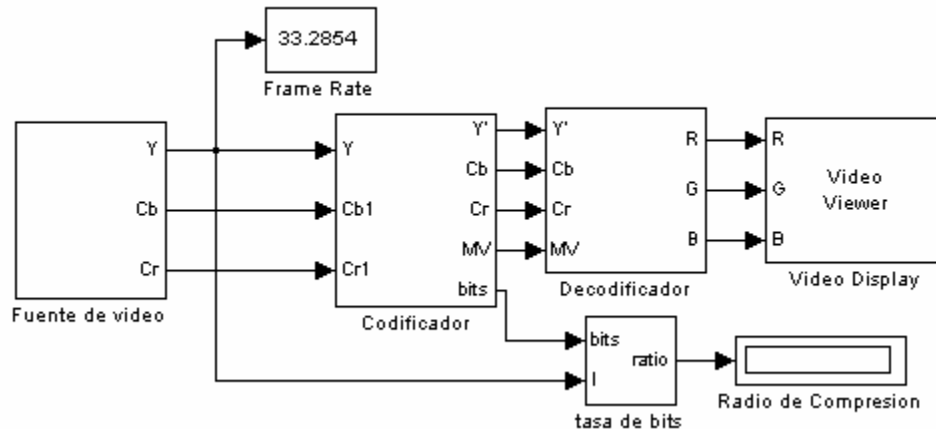 33.2854
Frame Rate
Y
Cb
Cr
Fuente de video
Y
Cb1
Cr1
Y'
Cb
Cr
MV
bits
Codificador
Y'
Cb
Cr
MV
R
G
B
Decodificador
R
G
B
Video
Viewer
Video Display
bits
I
ratio
tasa de bits
Radio de Compresion